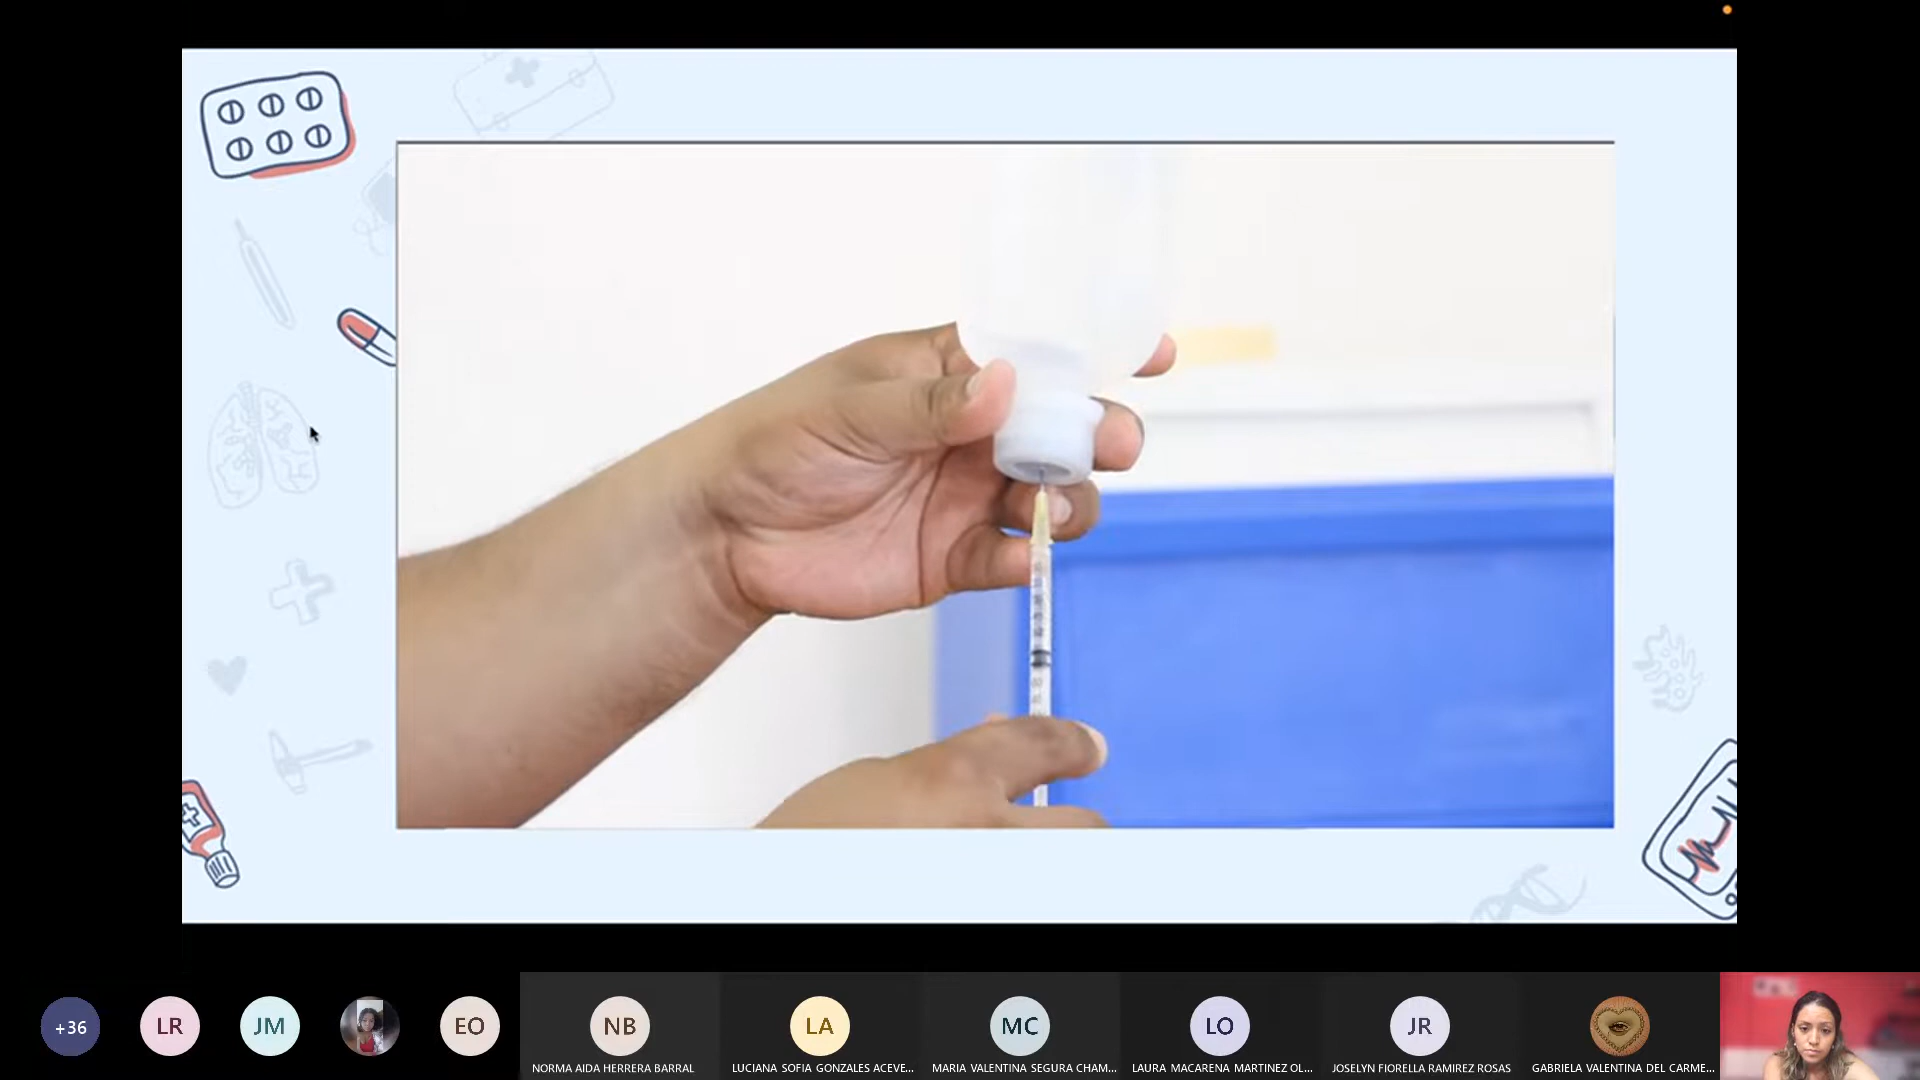 +36
LR
JM
EO
NB
LA
MC
LO
JR
NORMA AIDA HERRERA BARRAL
LUCIANA SOFIA GONZALES ACEVE...
MARIA VALENTINA SEGURA CHAM...
LAURA MACARENA MARTINEZ OL...
JOSELYN FIORELLA RAMIREZ ROSAS
GABRIELA VALENTINA DEL CARME...